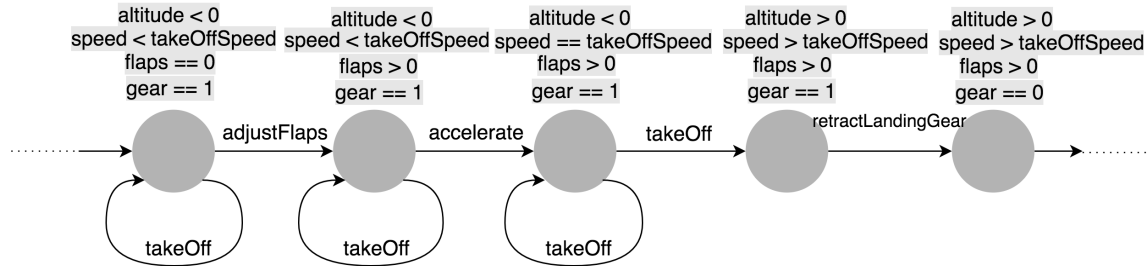 altitude < 0
speed < takeOffSpeed
flaps == 0
gear == 1
altitude < 0
speed < takeOffSpeed
flaps > 0
gear == 1
altitude < 0
speed == takeOffSpeed
flaps > 0
gear == 1
altitude > 0
speed > takeOffSpeed
flaps > 0
gear == 1
altitude > 0
speed > takeOffSpeed
flaps > 0
gear == 0
adjustFlaps
accelerate
takeOff
retractLandingGear
takeOff
takeOff
takeOff